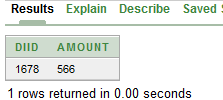 Results Explain Describe Saved
DIID AMOUNT
1678 566
1 rows returned in 0.00 seconds